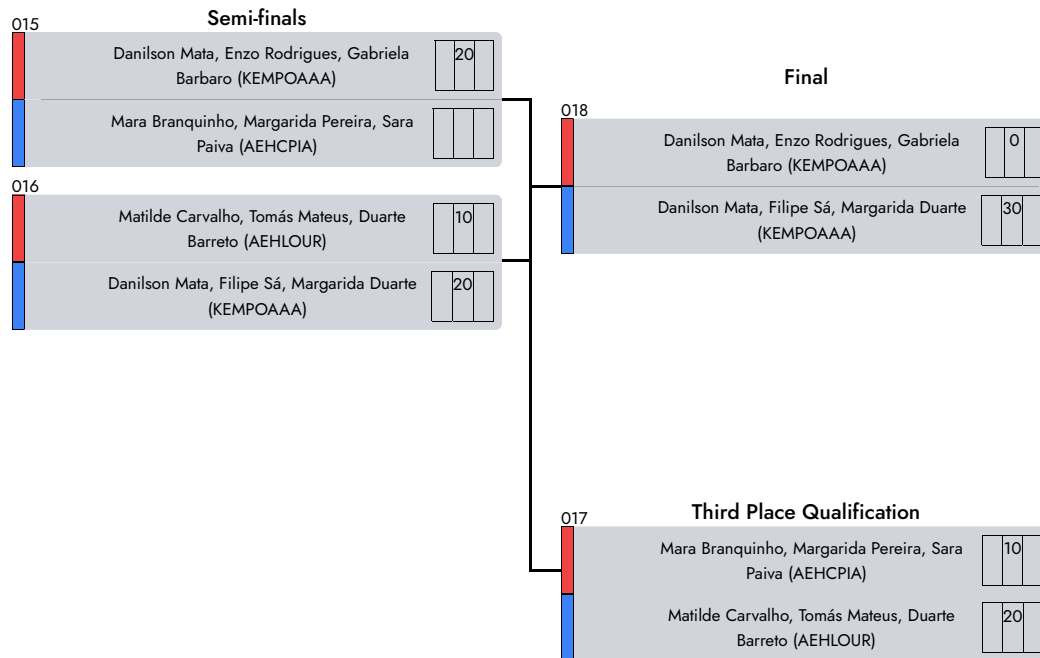 Semi-finals
015
Danilson Mata, Enzo Rodrigues, Gabriela
Barbaro (KEMPOAAA)
20
Mara Branquinho, Margarida Pereira, Sara
Paiva (AEHCPIA)
016
Matilde Carvalho, Tomás Mateus, Duarte
Barreto (AEHLOUR)
10
Danilson Mata, Filipe Sá, Margarida Duarte
(KEMPOAAA)
20
Final
018
Danilson Mata, Enzo Rodrigues, Gabriela
Barbaro (KEMPOAAA)
0
Danilson Mata, Filipe Sá, Margarida Duarte
(KEMPOAAA)
30
Third Place Qualification
017
Mara Branquinho, Margarida Pereira, Sara
Paiva (AEHCPIA)
10
Matilde Carvalho, Tomás Mateus, Duarte
Barreto (AEHLOUR)
20